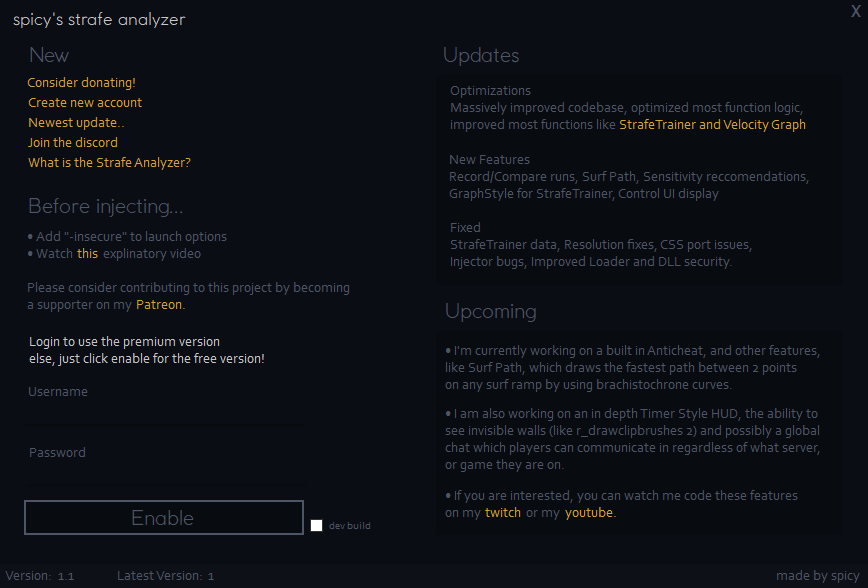 spicy's strafe analyzer
X
New
Consider donating!
Create new account
Newest update..
Join the discord
What is the Strafe Analyzer?
Before injecting...
• Add "-insecure" to launch options
• Watch this explinatory video
Please consider contributing to this project by becoming
a supporter on my Patreon.
Login to use the premium version
else, just click enable for the free version!
Username
Password
Enable
dev build
Updates
Optimizations
Massively improved codebase, optimized most function logic,
improved most functions like StrafeTrainer and Velocity Graph
New Features
Record/Compare runs, Surf Path, Sensitivity reccomendations,
GraphStyle for StrafeTrainer, Control UI display
Fixed
StrafeTrainer data, Resolution fixes, CSS port issues,
Injector bugs, Improved Loader and DLL security.
Upcoming
• I'm currently working on a built in Anticheat, and other features,
like Surf Path, which draws the fastest path between 2 points
on any surf ramp by using brachistochrone curves.
• I am also working on an in depth Timer Style HUD, the ability to
see invisible walls (like r_drawclipbrushes 2) and possibly a global
chat which players can communicate in regardless of what server,
or game they are on.
• If you are interested, you can watch me code these features
on my twitch or my youtube.
Version: 1.1
Latest Version: 1
made by spicy